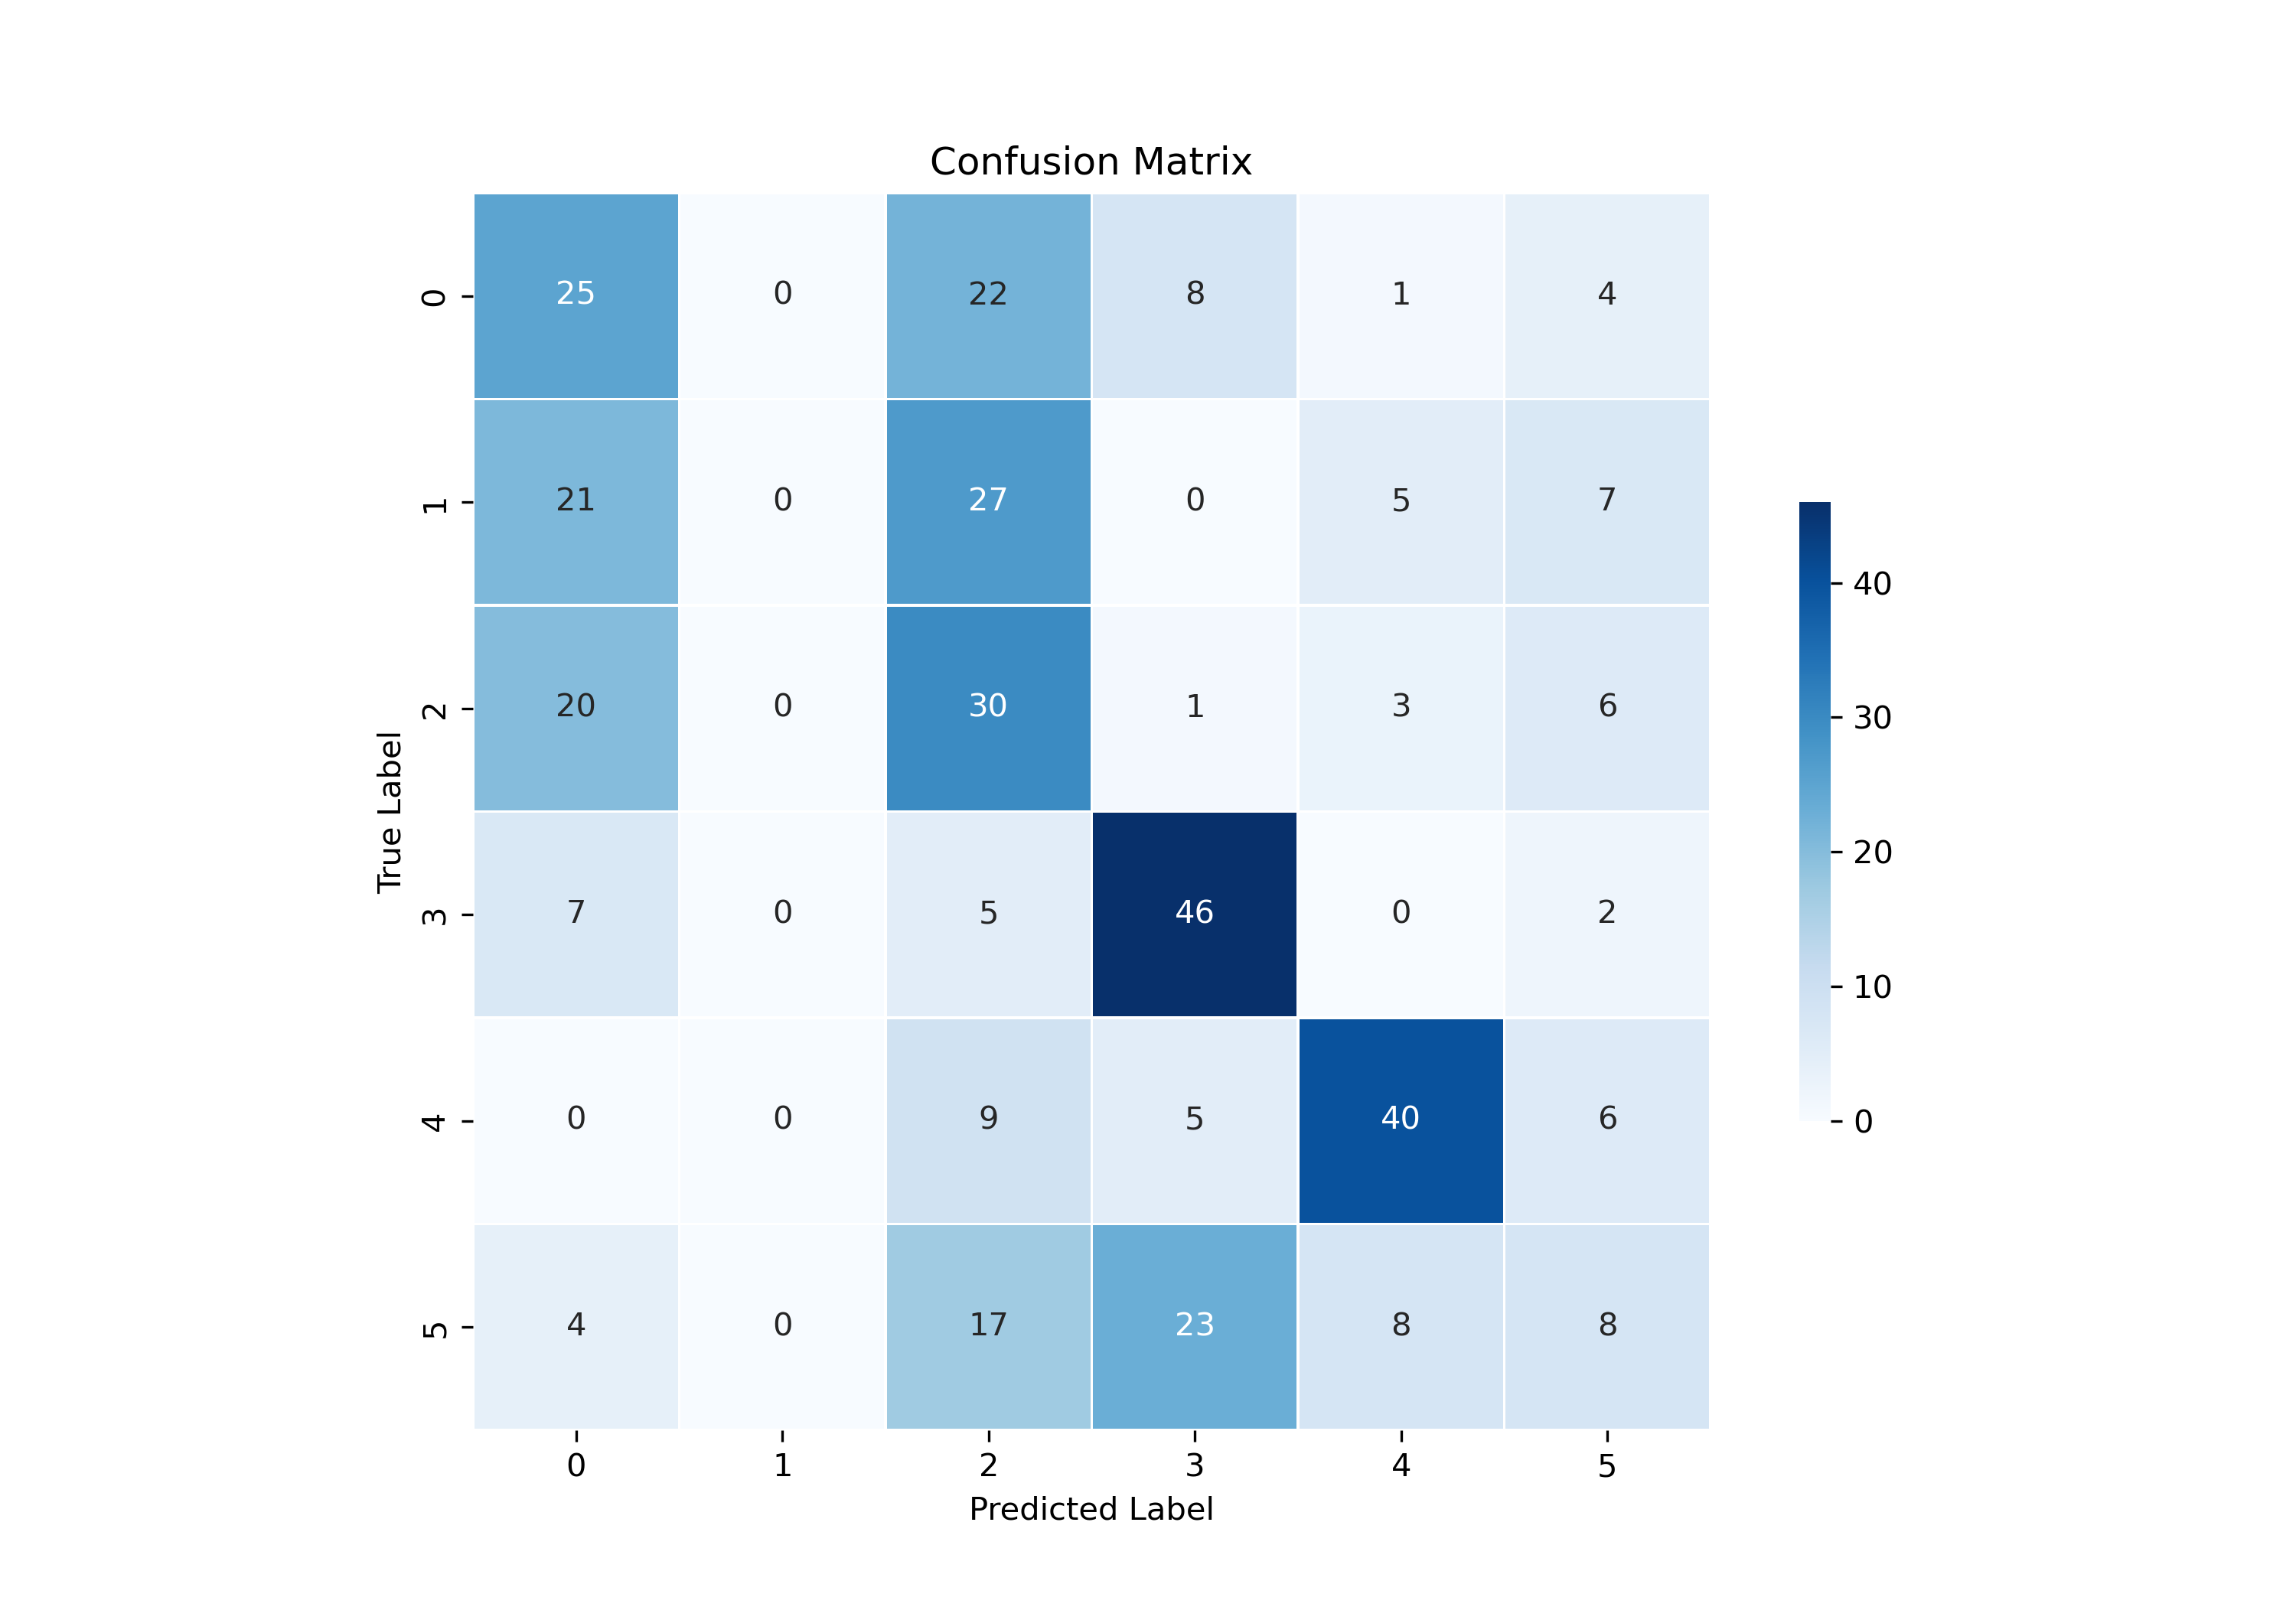 Confusion Matrix
0 25 0 22 8 1 4
1 21 0 27 0 5 7
2 20 0 30 1 3 6
3 7 0 5 46 0 2
4 0 0 9 5 40 6
5 4 0 17 23 8 8
0 1 2 3 4 5
Predicted Label
True Label
40
30
20
10
0